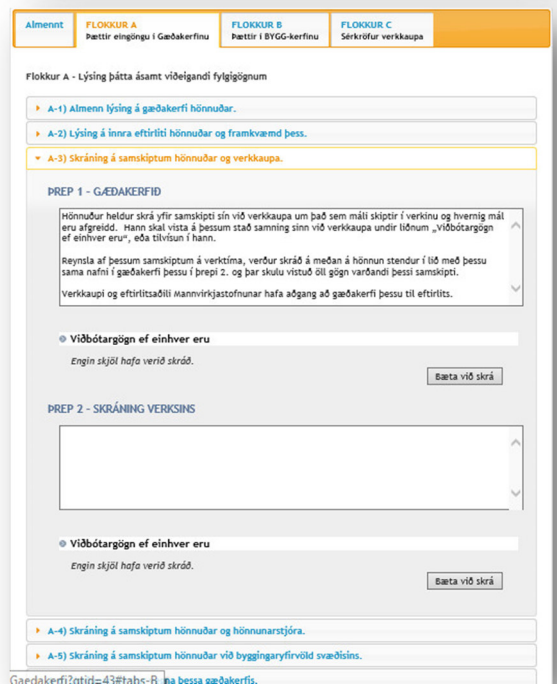 Almennt
FLOKKUR A
Þættir eingöngu í Gæðakerfinu
FLOKKUR B
Þættir í BYGG-kerfinu
FLOKKUR C
Sérkröfur verkkaupa
Flokkur A - Lýsing þátta ásamt viðeigandi fylgigögnum
A-1) Almenn lýsing á gæðakerfi hönnuðar.
A-2) Lýsing á innra eftirliti hönnuðar og framkvæmd þess.
A-3) Skráning á samskiptum hönnuðar og verkkaupa.
ÞREP 1 - GÆÐAKERFIÐ
Hönnuður heldur skrá yfir samskipti sín við verkkaupa um það sem máli skiptir í verkinu og hvernig mál
eru afgreidd. Hann skal vista á þessum stað samning sinn við verkkaupa undir liðnum „Viðbótargögn
ef einhver eru“, eða tilvísun í hann.
Reynsla af þessum samskiptum á verktíma, verður skráð á meðan á hönnun stendur í lið með þessu
sama nafni í gæðakerfi þessu í þrepi 2. og þar skulu vistuð öll gögn varðandi þessi samskipti.
Verkkaupi og eftirlitsaðili Mannvirkjastofnunar hafa aðgang að gæðakerfi þessu til eftirlits.
Viðbótargögn ef einhver eru
Engin skjöl hafa verið skráð.
Bæta við skrá
ÞREP 2 - SKRÁNING VERKSINS
Viðbótargögn ef einhver eru
Engin skjöl hafa verið skráð.
Bæta við skrá
A-4) Skráning á samskiptum hönnuðar og hönnunarstjóra.
A-5) Skráning á samskiptum hönnuðar við byggingaryfirvöld svæðisins.
Gaedakerfi?gtid=43#tabs-B na þessa gæðakerfis.